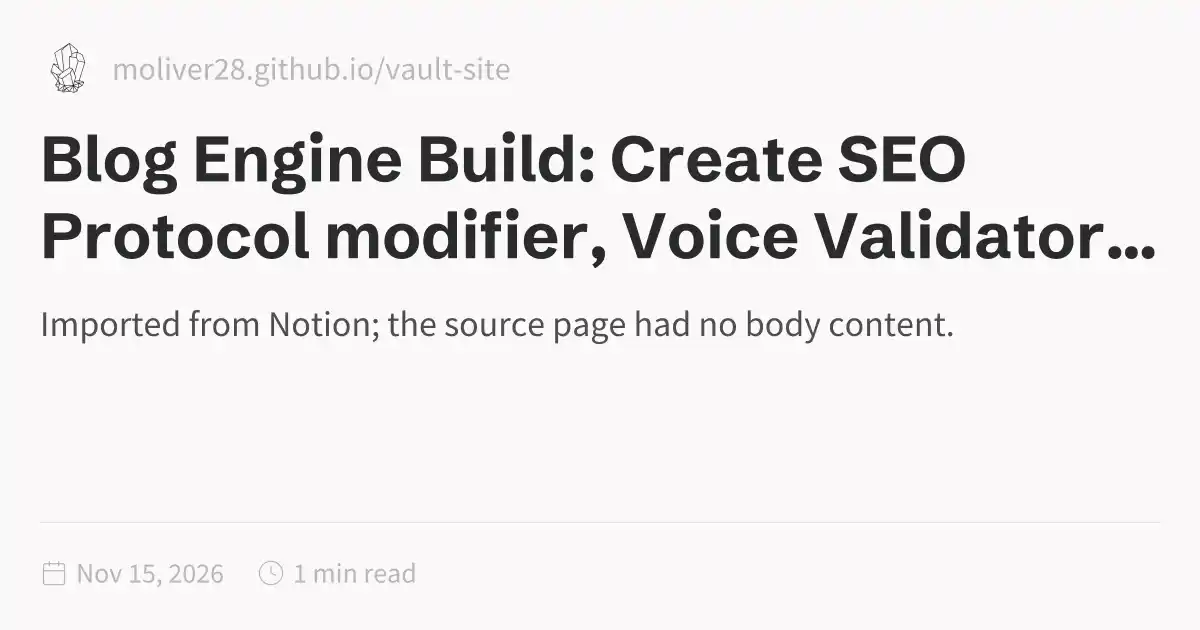 moliver28.github.io/vault-site
Blog Engine Build: Create SEO
Protocol modifier, Voice Validator...
Imported from Notion; the source page had no body content.
Nov 15, 2026
1 min read